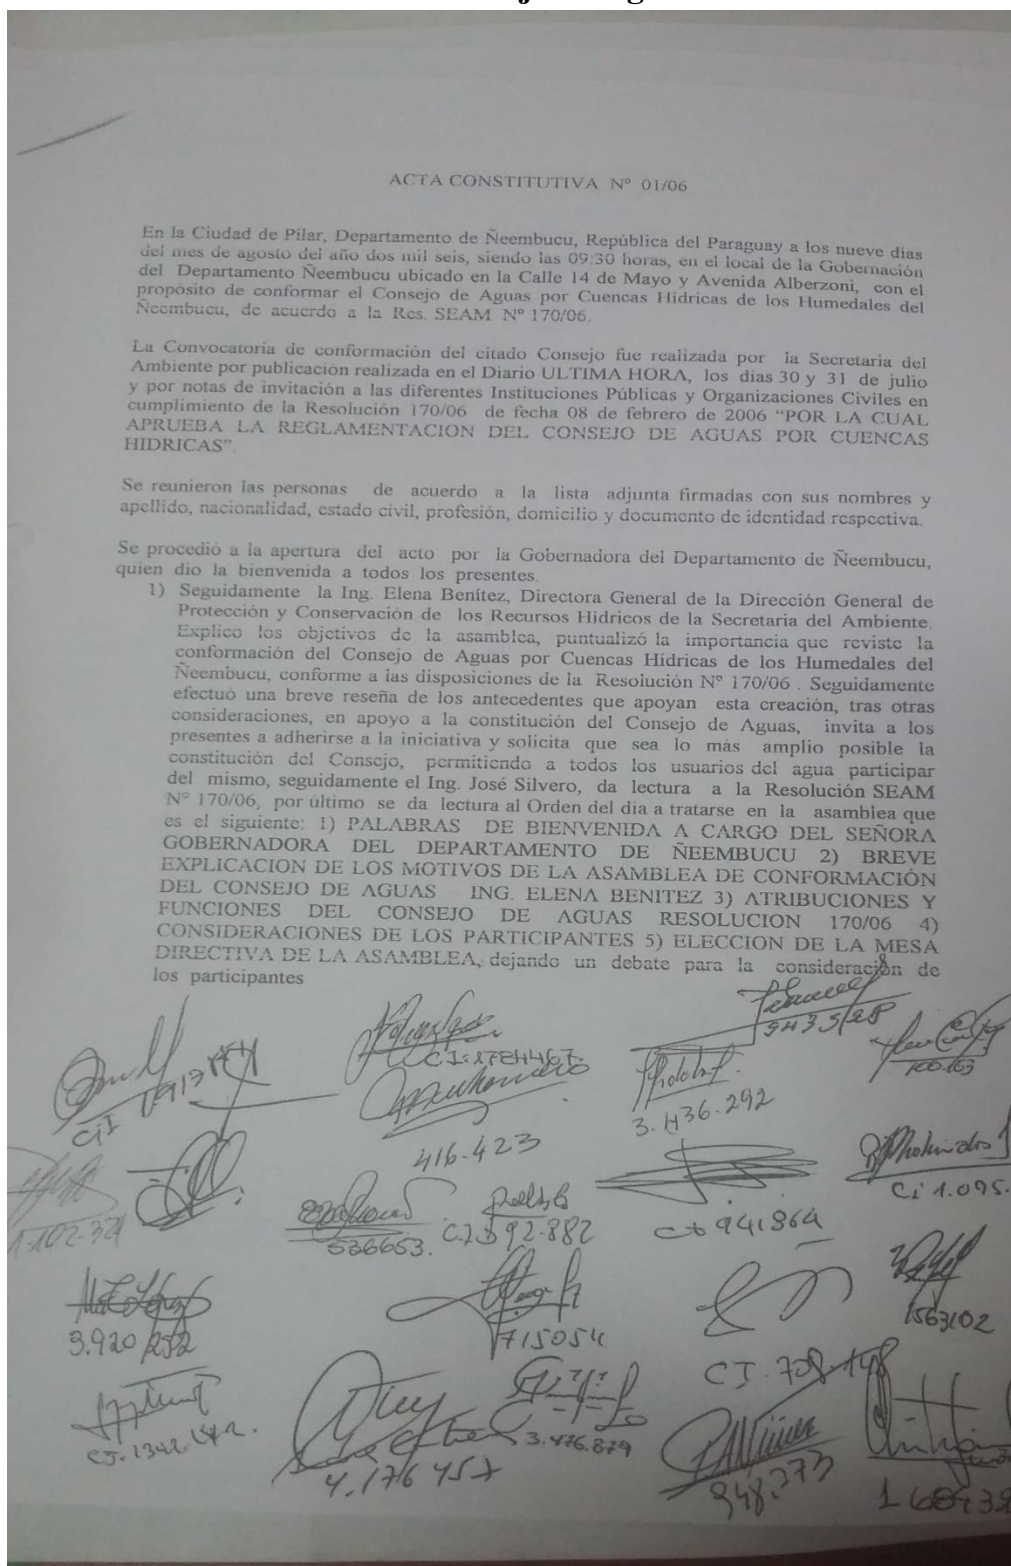 ACTA CONSTITUTIVA Nº 01/06
En la Ciudad de Pilar, Departamento de Ñeembucu, República del Paraguay a los nueve dias
del mes de agosto del año dos mil seis, siendo las 09:30 horas, en el local de la Gobernación
del Departamento Ñeembucu ubicado en la Calle 14 de Mayo y Avenida Alberzoni, con el
propósito de conformar el Consejo de Aguas por Cuencas Hídricas de los Humedales del
Ñeembucu, de acuerdo a la Res. SEAM Nº 170/06.
La Convocatoria de conformación del citado Consejo fue realizada por la Secretaria del
Ambiente por publicación realizada en el Diario ULTIMA HORA, los dias 30 y 31 de julio
y por notas de invitación a las diferentes Instituciones Públicas y Organizaciones Civiles en
cumplimiento de la Resolución 170/06 de fecha 08 de febrero de 2006 “POR LA CUAL
APRUEBA LA REGLAMENTACION DEL CONSEJO DE AGUAS POR CUENCAS
HIDRICAS”.
Se reunieron las personas de acuerdo a la lista adjunta firmadas con sus nombres y
apellido, nacionalidad, estado civil, profesión, domicilio y documento de identidad respectiva.
Se procedió a la apertura del acto por la Gobernadora del Departamento de Ñeembucu,
quien dio la bienvenida a todos los presentes.
1) Seguidamente la Ing. Elena Benítez, Directora General de la Dirección General de
Protección y Conservación de los Recursos Hidricos de la Secretaria del Ambiente.
Explico los objetivos de la asamblea, puntualizó la importancia que reviste la
conformación del Consejo de Aguas por Cuencas Hídricas de los Humedales del
Ñeembucu, conforme a las disposiciones de la Resolución Nº 170/06 . Seguidamente
efectuó una breve reseña de los antecedentes que apoyan esta creación, tras otras
consideraciones, en apoyo a la constitución del Consejo de Aguas, invita a los
presentes a adherirse a la iniciativa y solicita que sea lo más amplio posible la
constitución del Consejo, permitiendo a todos los usuarios del agua participar
del mismo, seguidamente el Ing. José Silvero, da lectura a la Resolución SEAM
Nº 170/06, por último se da lectura al Orden del día a tratarse en la asamblea que
es el siguiente: 1) PALABRAS DE BIENVENIDA A CARGO DEL SEÑORA
GOBERNADORA DEL DEPARTAMENTO DE ÑEEMBUCU 2) BREVE
EXPLICACION DE LOS MOTIVOS DE LA ASAMBLEA DE CONFORMACIÓN
DEL CONSEJO DE AGUAS ING. ELENA BENITEZ 3) ATRIBUCIONES Y
FUNCIONES DEL CONSEJO DE AGUAS RESOLUCION 170/06 4)
CONSIDERACIONES DE LOS PARTICIPANTES 5) ELECCION DE LA MESA
DIRECTIVA DE LA ASAMBLEA, dejando un debate para la consideración de
los participantes
3.436.292
416.423
536653.
941864
Ci 1.095.
3.920/252
715054
1563102
C.I. 708.148
3.476.879
4.176457
948.273